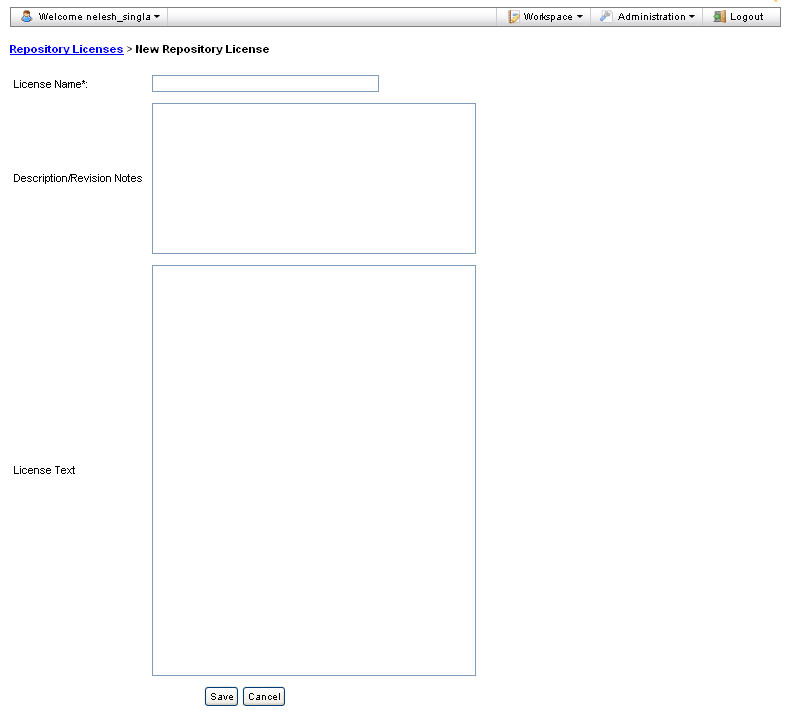 Welcome nelesh_singla Workspace Administration Logout
Repository Licenses > New Repository License
License Name*:
Description/Revision Notes
License Text
Save Cancel